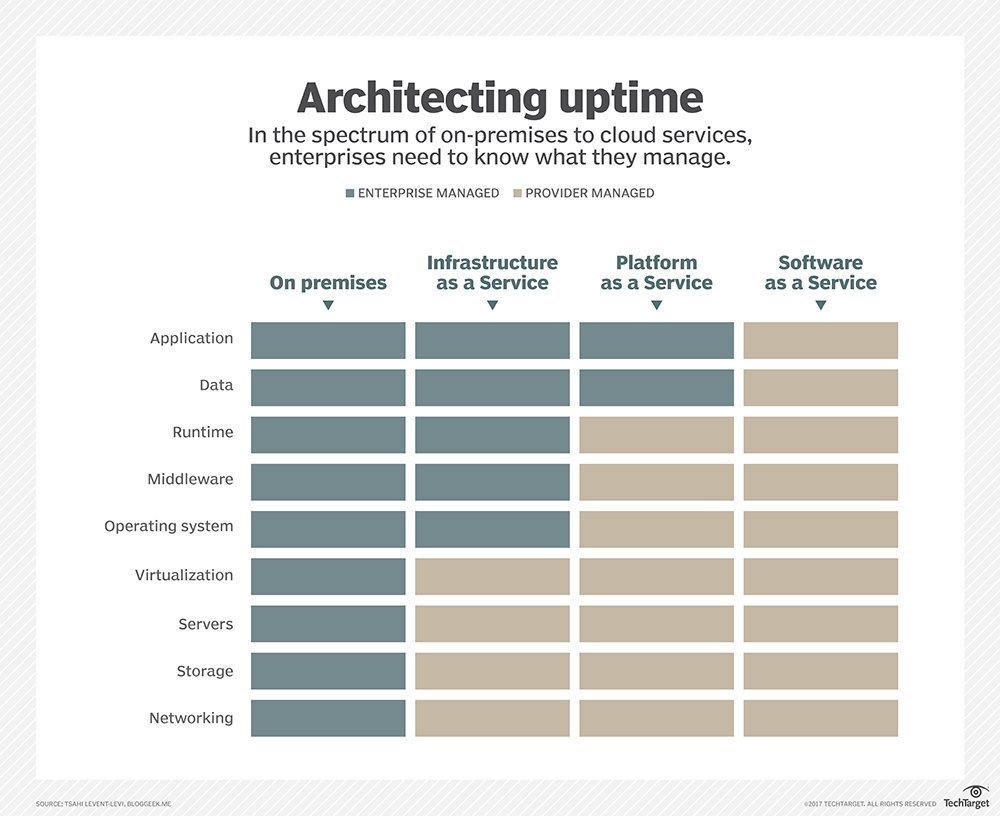 Architecting uptime
In the spectrum of on-premises to cloud services,
enterprises need to know what they manage.
ENTERPRISE MANAGED PROVIDER MANAGED
On premises
Infrastructure
as a Service
Platform
as a Service
Software
as a Service
Application
Data
Runtime
Middleware
Operating system
Virtualization
Servers
Storage
Networking
SOURCE: TSAHI LEVENT-LEVI, BLOGGEEK.ME
©2017 TECHTARGET. ALL RIGHTS RESERVED
TechTarget